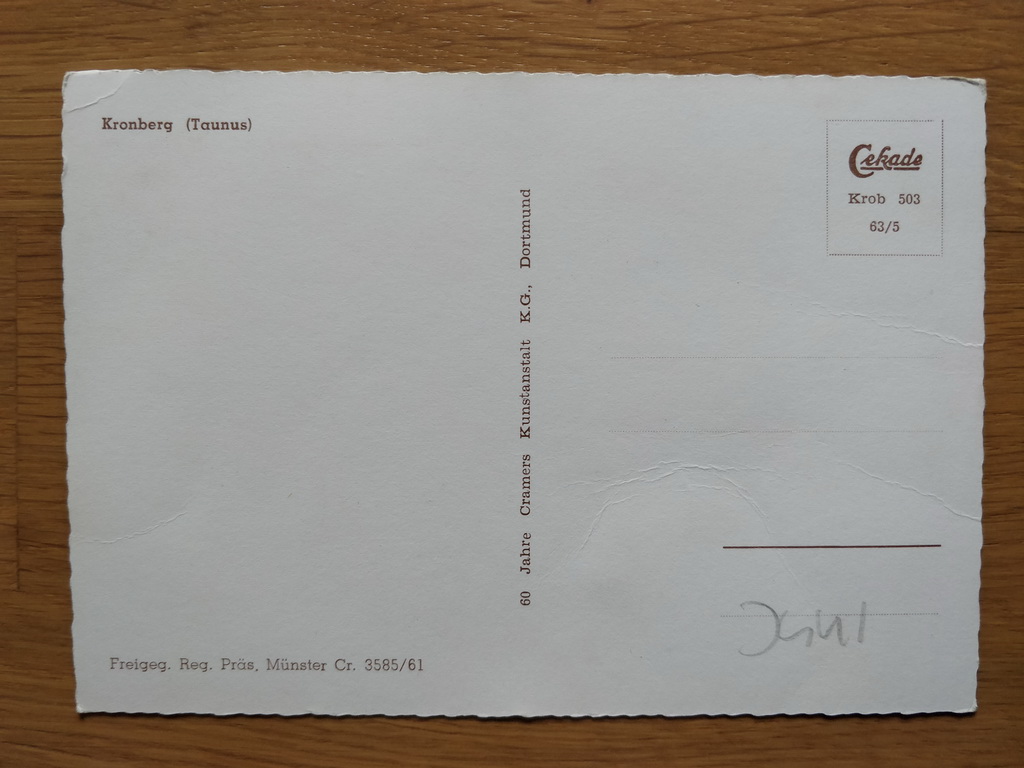 Kronberg (Taunus)
Cekade
Krob 503
63/5
60 Jahre Cramers Kunstanstalt K.G., Dortmund
Freigeg. Reg. Präs. Münster Cr. 3585/61